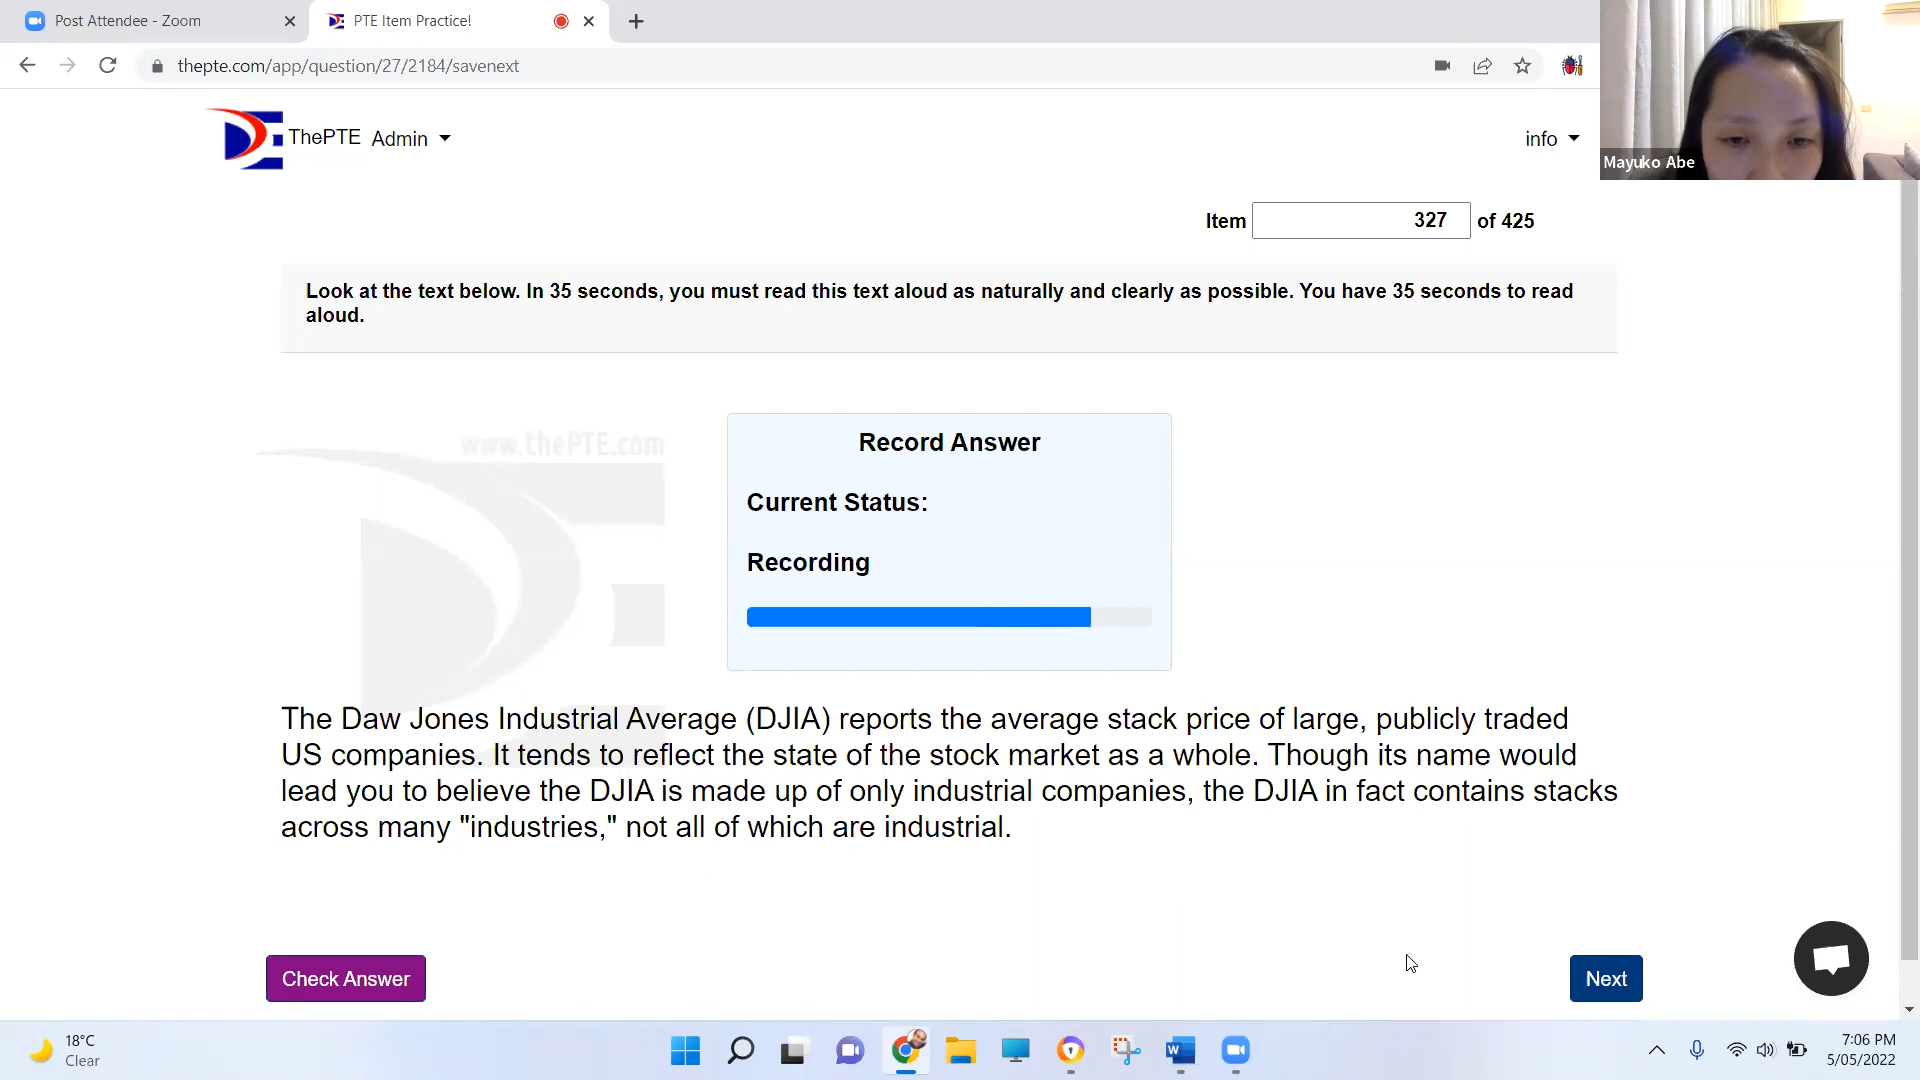 Post Attendee - Zoom
PTE Item Practice!
thepte.com/app/question/27/2184/savenext
ThePTE Admin
info
Mayuko Abe
Item 327 of 425
Look at the text below. In 35 seconds, you must read this text aloud as naturally and clearly as possible. You have 35 seconds to read
aloud.
www.thePTE.com
Record Answer
Current Status:
Recording
The Daw Jones Industrial Average (DJIA) reports the average stack price of large, publicly traded
US companies. It tends to reflect the state of the stock market as a whole. Though its name would
lead you to believe the DJIA is made up of only industrial companies, the DJIA in fact contains stacks
across many "industries," not all of which are industrial.
Check Answer
Next
18°C
Clear
7:06 PM
5/05/2022